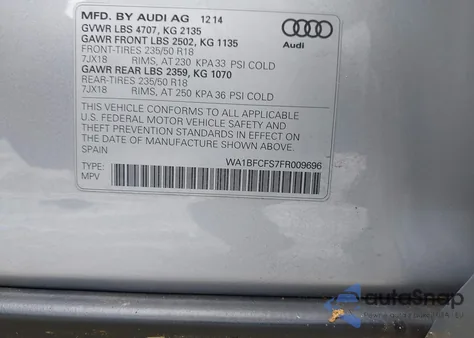 MFD. BY AUDI AG 12 14
GVWR LBS 4707, KG 2135
GAWR FRONT LBS 2502, KG 1135
FRONT-TIRES 235/50 R18
7JX18 RIMS, AT 230 KPA 33 PSI COLD
GAWR REAR LBS 2359, KG 1070
REAR-TIRES 235/50 R18
7JX18 RIMS, AT 250 KPA 36 PSI COLD
Audi
THIS VEHICLE CONFORMS TO ALL APPLICABLE
U.S. FEDERAL MOTOR VEHICLE SAFETY AND
THEFT PREVENTION STANDARDS IN EFFECT
ON THE DATE OF MANUFACTURE SHOWN ABOVE.
SPAIN WA1BFCFS7FR009696
TYPE:
MPV
autoSnap